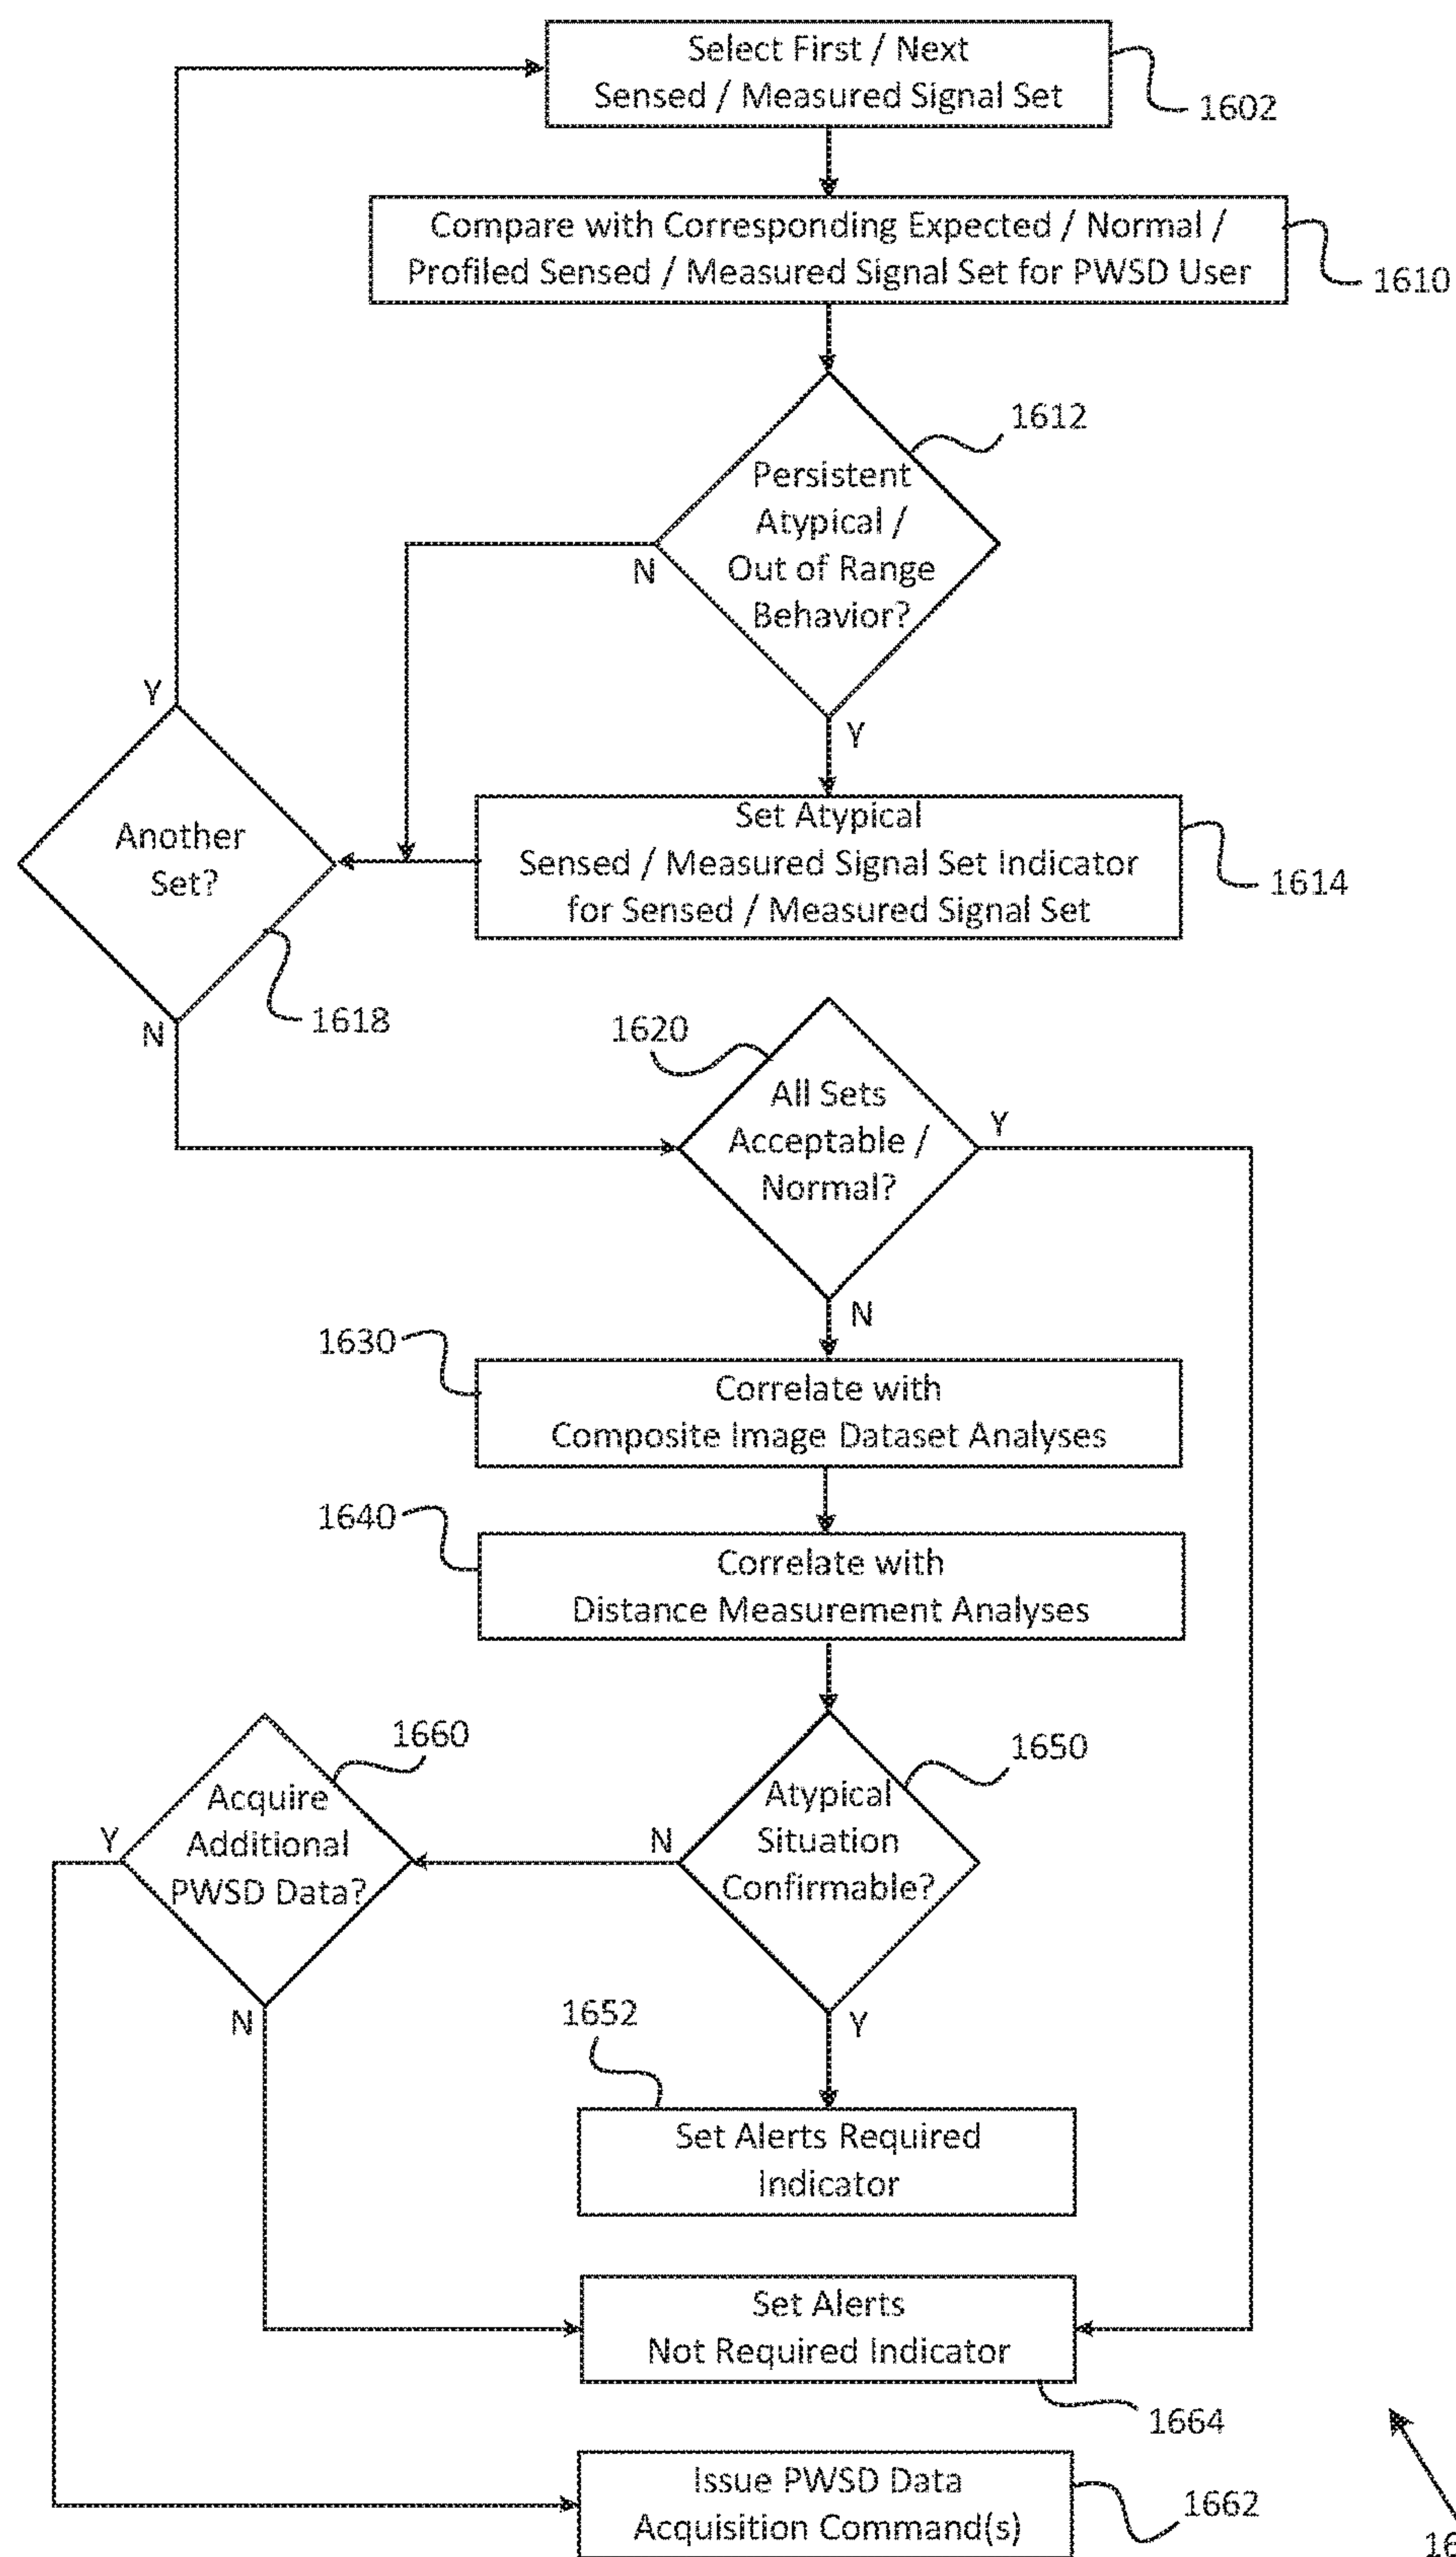 Select First / Next
Sensed / Measured Signal Set
1602
Compare with Corresponding Expected / Normal /
Profiled Sensed / Measured Signal Set for PWSD User
1610
1612
Persistent
Atypical /
Out of Range
Behavior?
N
Y
Y
Another
Set?
Set Atypical
Sensed / Measured Signal Set Indicator
for Sensed / Measured Signal Set
1614
1618
N
1620
All Sets
Acceptable /
Normal?
Y
N
1630
Correlate with
Composite Image Dataset Analyses
1640
Correlate with
Distance Measurement Analyses
1660
Acquire
Additional
PWSD Data?
Y
N
1650
Atypical
Situation
Confirmable?
N
Y
1652
Set Alerts Required
Indicator
Set Alerts
Not Required Indicator
1664
Issue PWSD Data
Acquisition Command(s)
1662